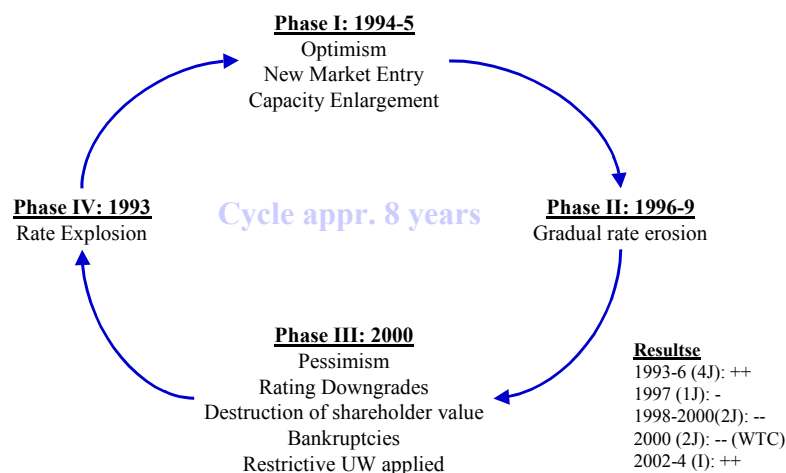 Phase I: 1994-5
Optimism
New Market Entry
Capacity Enlargement
Phase IV: 1993
Rate Explosion
Cycle appr. 8 years
Phase II: 1996-9
Gradual rate erosion
Phase III: 2000
Pessimism
Rating Downgrades
Destruction of shareholder value
Bankruptcies
Restrictive UW applied
Resultse
1993-6 (4J): ++
1997 (1J): -
1998-2000(2J): --
2000 (2J): -- (WTC)
2002-4 (I): ++